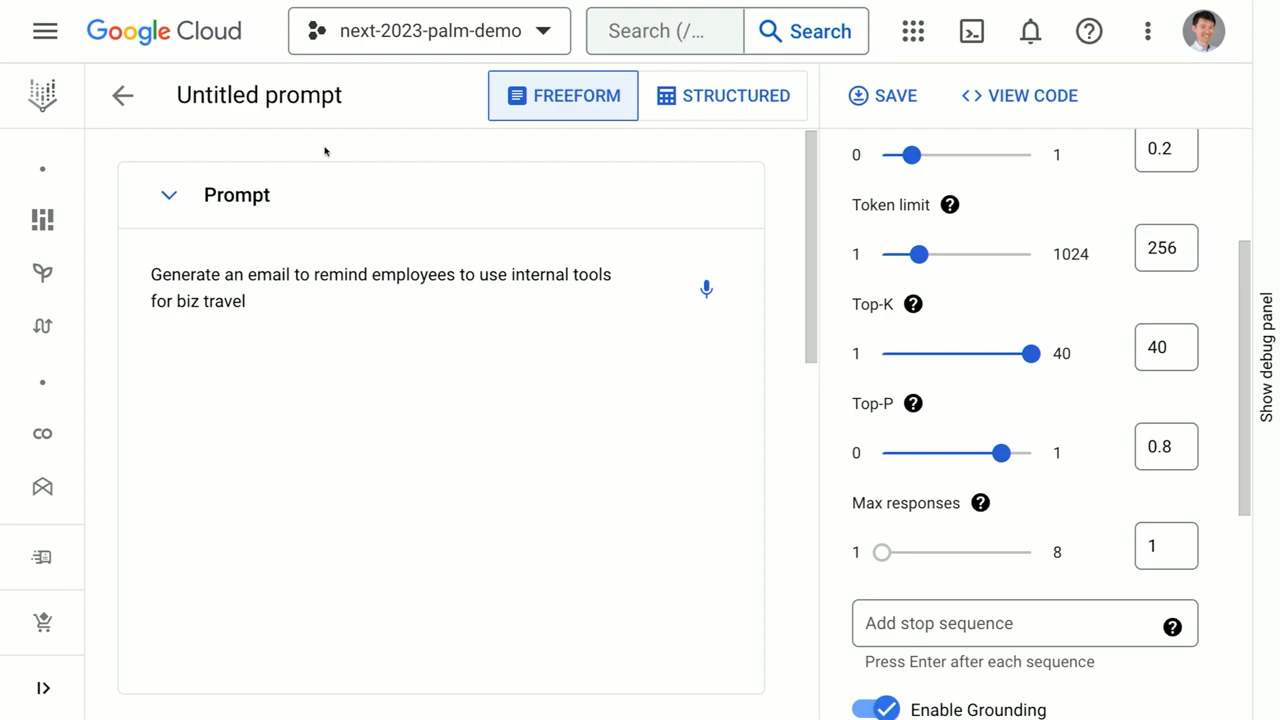 Google Cloud
next-2023-palm-demo
Search (/...
Search
Untitled prompt
FREEFORM
STRUCTURED
SAVE
<> VIEW CODE
Prompt
Generate an email to remind employees to use internal tools
for biz travel
0
1
0.2
Token limit
1
1024
256
Top-K
1
40
40
Top-P
0
1
0.8
Max responses
1
8
1
Add stop sequence
Press Enter after each sequence
Enable Grounding
Show debug panel